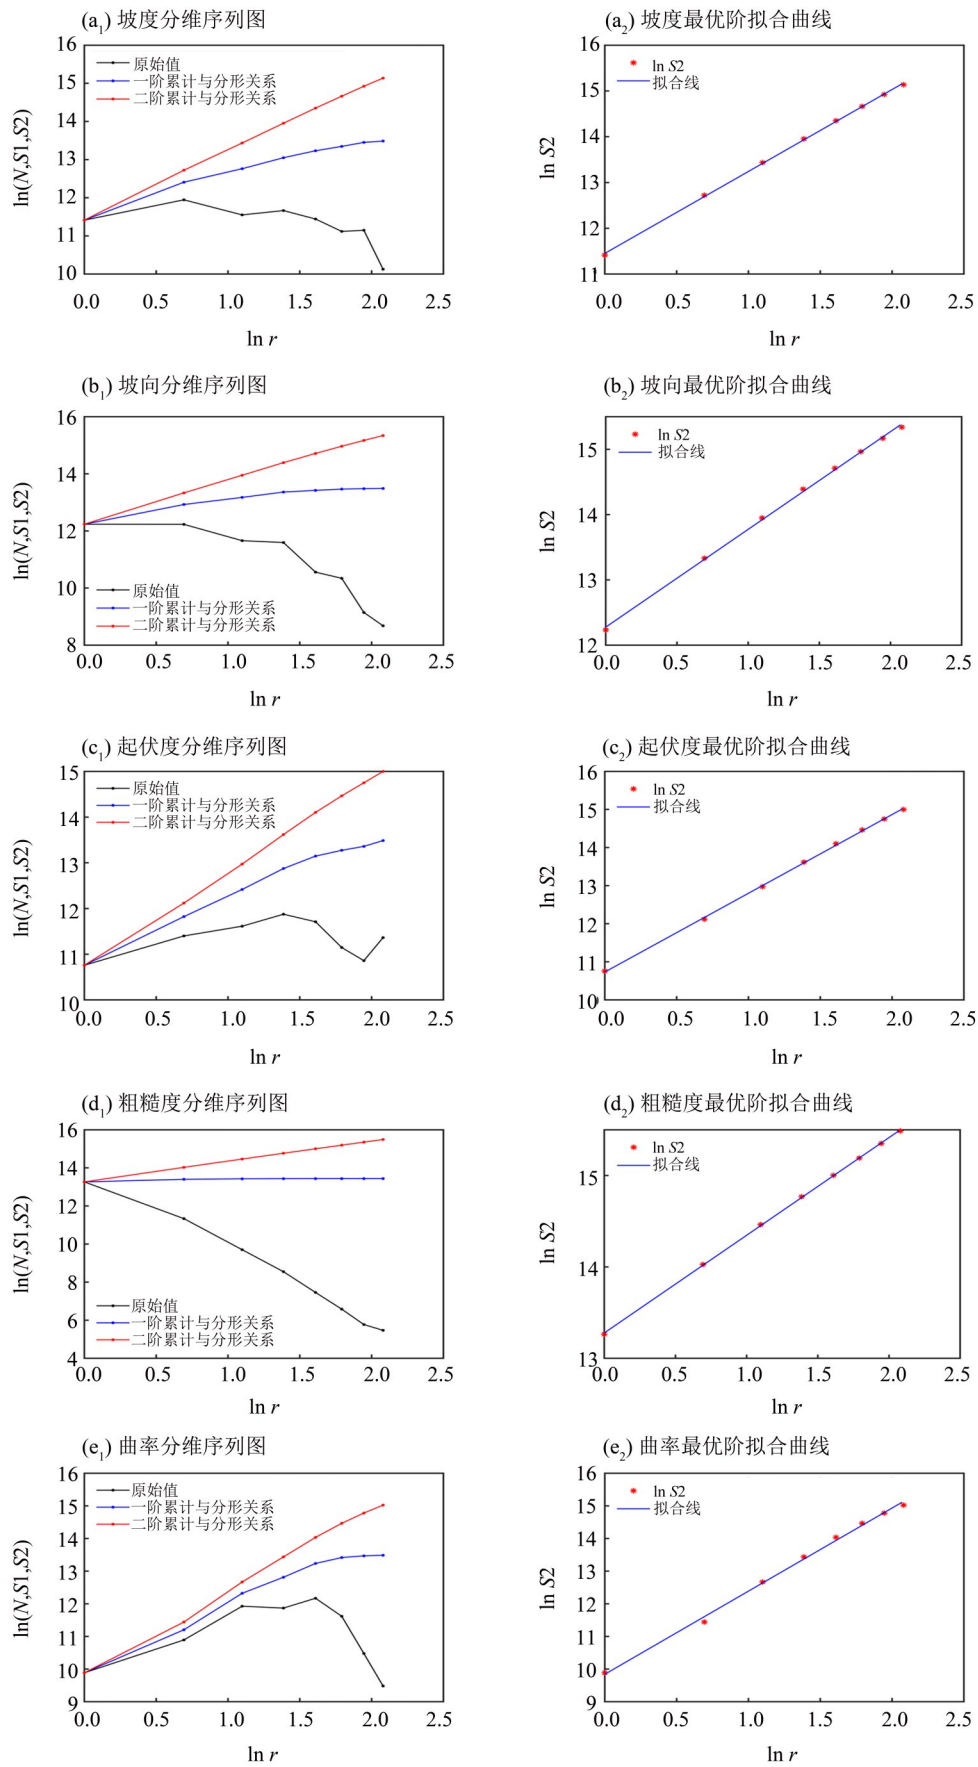 (a1) 坡度分维序列图
16
15
14
13
12
11
10
ln(N,S1,S2)
原始值
一阶累计与分形关系
二阶累计与分形关系
0.0 0.5 1.0 1.5 2.0 2.5
ln r
(a2) 坡度最优阶拟合曲线
16
15
14
13
12
11
ln S2
ln S2
拟合线
0.0 0.5 1.0 1.5 2.0 2.5
ln r
(b1) 坡向分维序列图
16
14
12
10
8
ln(N,S1,S2)
原始值
一阶累计与分形关系
二阶累计与分形关系
0.0 0.5 1.0 1.5 2.0 2.5
ln r
(b2) 坡向最优阶拟合曲线
15
14
13
12
ln S2
ln S2
拟合线
0.0 0.5 1.0 1.5 2.0 2.5
ln r
(c1) 起伏度分维序列图
15
14
13
12
11
10
ln(N,S1,S2)
原始值
一阶累计与分形关系
二阶累计与分形关系
0.0 0.5 1.0 1.5 2.0 2.5
ln r
(c2) 起伏度最优阶拟合曲线
16
15
14
13
12
11
10
ln S2
ln S2
拟合线
0.0 0.5 1.0 1.5 2.0 2.5
ln r
(d1) 粗糙度分维序列图
16
14
12
10
8
6
4
ln(N,S1,S2)
原始值
一阶累计与分形关系
二阶累计与分形关系
0.0 0.5 1.0 1.5 2.0 2.5
ln r
(d2) 粗糙度最优阶拟合曲线
15
14
13
ln S2
ln S2
拟合线
0.0 0.5 1.0 1.5 2.0 2.5
ln r
(e1) 曲率分维序列图
16
15
14
13
12
11
10
9
ln(N,S1,S2)
原始值
一阶累计与分形关系
二阶累计与分形关系
0.0 0.5 1.0 1.5 2.0 2.5
ln r
(e2) 曲率最优阶拟合曲线
16
15
14
13
12
11
10
9
ln S2
ln S2
拟合线
0.0 0.5 1.0 1.5 2.0 2.5
ln r